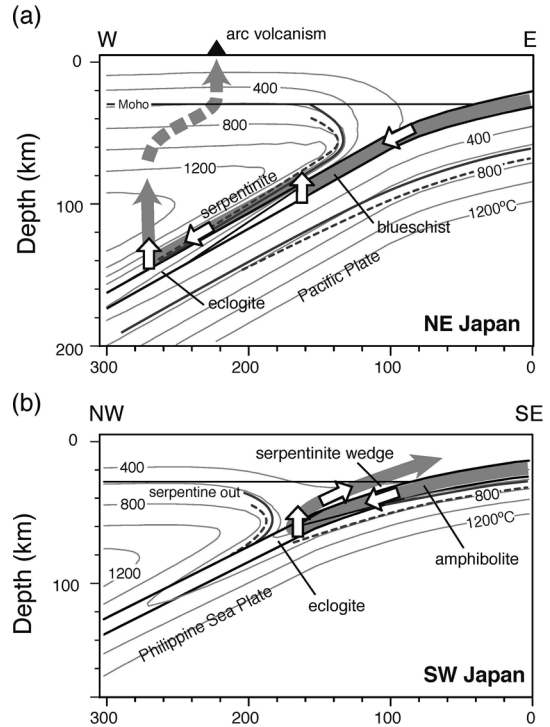 (a)
W
arc volcanism
E
0
Moho
400
800
1200
serpentinite
400
800
1200ºC
100
blueschist
eclogite
Pacific Plate
Depth (km)
NE Japan
200
300
200
100
0
(b)
NW
SE
0
serpentinite wedge
400
serpentine out
800
1200
800
1200ºC
amphibolite
eclogite
100
Philippine Sea Plate
Depth (km)
SW Japan
300
200
100
0